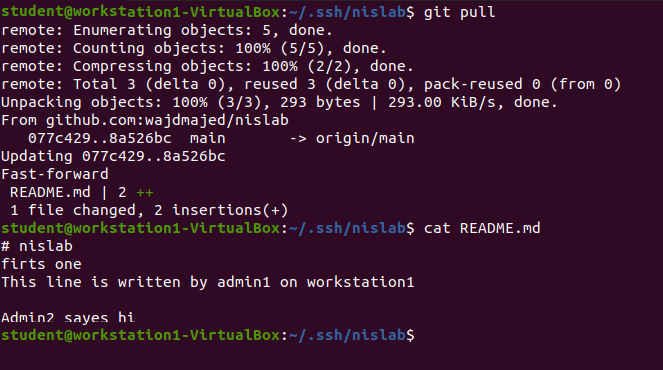 student@workstation1-VirtualBox:~/.ssh/nislab$ git pull
remote: Enumerating objects: 5, done.
remote: Counting objects: 100% (5/5), done.
remote: Compressing objects: 100% (2/2), done.
remote: Total 3 (delta 0), reused 3 (delta 0), pack-reused 0 (from 0)
Unpacking objects: 100% (3/3), 293 bytes | 293.00 KiB/s, done.
From github.com:wajdmajed/nislab
   077c429..8a526bc  main       -> origin/main
Updating 077c429..8a526bc
Fast-forward
 README.md | 2 ++
 1 file changed, 2 insertions(+)
student@workstation1-VirtualBox:~/.ssh/nislab$ cat README.md
# nislab
firts one
This line is written by admin1 on workstation1

Admin2 sayes hi
student@workstation1-VirtualBox:~/.ssh/nislab$